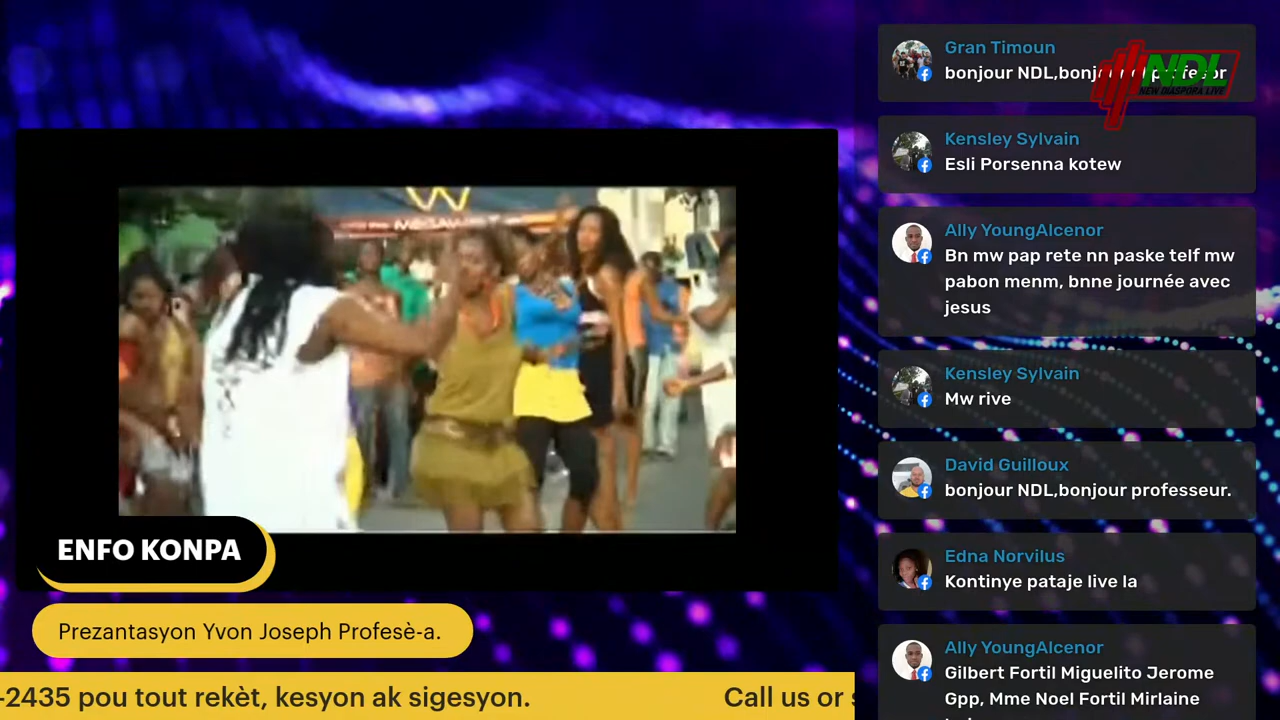 Gran Timoun
bonjour NDL,bonjour profesor
NDL
NEW DIASPORA LIVE
Kensley Sylvain
Esli Porsenna kotew
Ally YoungAlcenor
Bn mw pap rete nn paske telf mw
pabon menm, bnne journée avec
jesus
Kensley Sylvain
Mw rive
David Guilloux
bonjour NDL,bonjour professeur.
Edna Norvilus
Kontinye pataje live la
Ally YoungAlcenor
Gilbert Fortil Miguelito Jerome
Gpp, Mme Noel Fortil Mirlaine
ENFO KONPA
Prezantasyon Yvon Joseph Profesè-a.
-2435 pou tout rekèt, kesyon ak sigesyon.
Call us or s